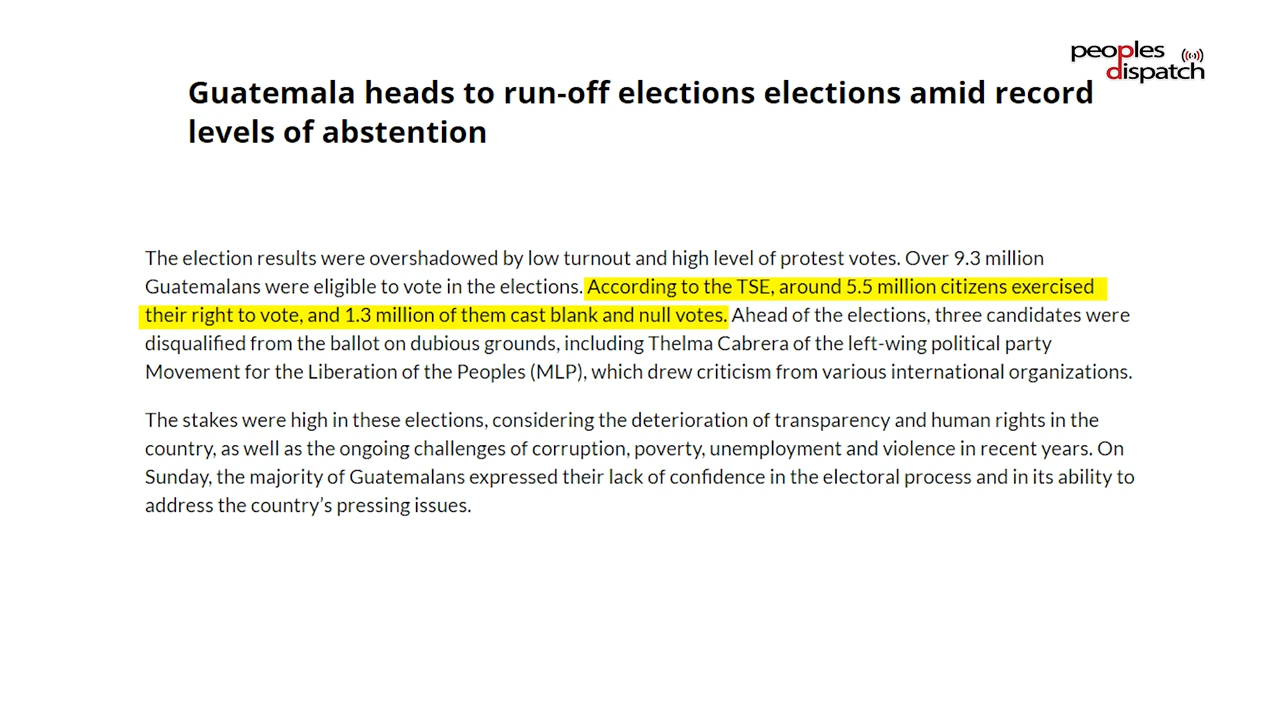 peoples
dispatch
Guatemala heads to run-off elections elections amid record
levels of abstention
The election results were overshadowed by low turnout and high level of protest votes. Over 9.3 million
Guatemalans were eligible to vote in the elections. According to the TSE, around 5.5 million citizens exercised
their right to vote, and 1.3 million of them cast blank and null votes. Ahead of the elections, three candidates were
disqualified from the ballot on dubious grounds, including Thelma Cabrera of the left-wing political party
Movement for the Liberation of the Peoples (MLP), which drew criticism from various international organizations.
The stakes were high in these elections, considering the deterioration of transparency and human rights in the
country, as well as the ongoing challenges of corruption, poverty, unemployment and violence in recent years. On
Sunday, the majority of Guatemalans expressed their lack of confidence in the electoral process and in its ability to
address the country’s pressing issues.